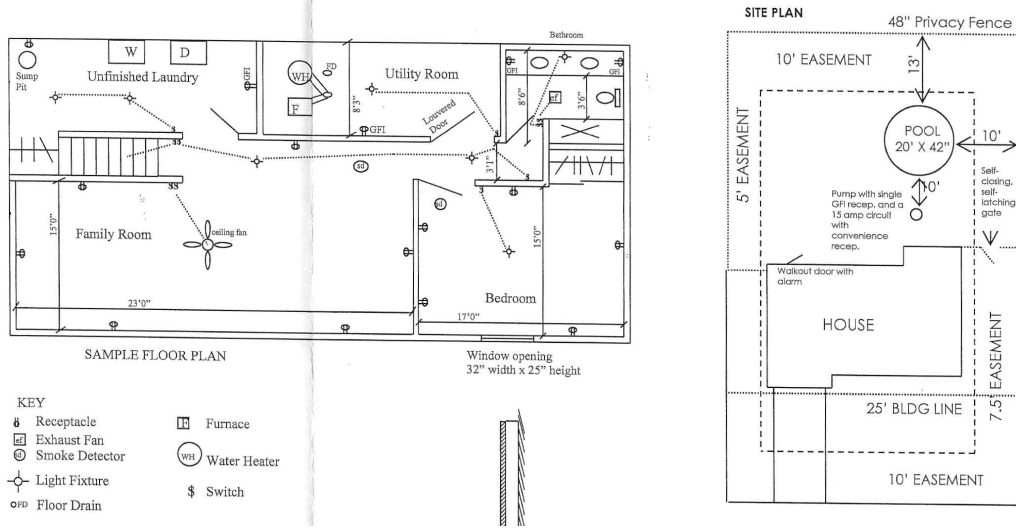 Bathroom
W
D
FD
Sump
Pit
Unfinished Laundry
GFI
WH
F
8'3"
Utility Room
GFI
Louvered
Door
GFI
GFI
8'6"
ef
3'6"
3'1"
$
$$
$
$$
$
sd
$$
$
sd
15'0"
Family Room
ceiling fan
15'0"
Bedroom
23'0"
17'0"
SAMPLE FLOOR PLAN
Window opening
32" width x 25" height
KEY
Receptacle
ef Exhaust Fan
sd Smoke Detector
Light Fixture
FD Floor Drain
F Furnace
WH Water Heater
$ Switch
SITE PLAN
48" Privacy Fence
10' EASEMENT
13'
5' EASEMENT
POOL
20' X 42"
10'
10'
Self-
closing,
self-
latching
gate
Pump with single
GFI recep. and a
15 amp circuit
with
convenience
recep.
Walkout door with
alarm
HOUSE
7.5' EASEMENT
25' BLDG LINE
10' EASEMENT